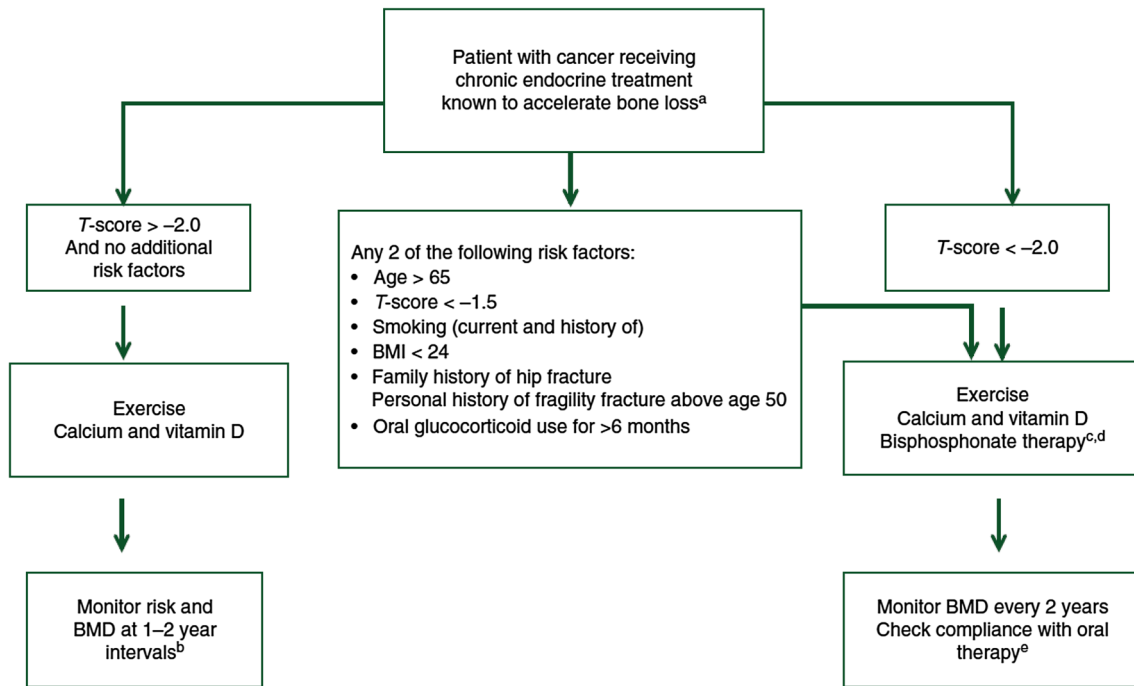 Patient with cancer receiving
chronic endocrine treatment
known to accelerate bone lossᵃ
T-score > –2.0
And no additional
risk factors
Any 2 of the following risk factors:
• Age > 65
• T-score < –1.5
• Smoking (current and history of)
• BMI < 24
• Family history of hip fracture
Personal history of fragility fracture above age 50
• Oral glucocorticoid use for >6 months
T-score < –2.0
Exercise
Calcium and vitamin D
Exercise
Calcium and vitamin D
Bisphosphonate therapyᶜ,ᵈ
Monitor risk and
BMD at 1–2 year
intervalsᵇ
Monitor BMD every 2 years
Check compliance with oral
therapyᵉ